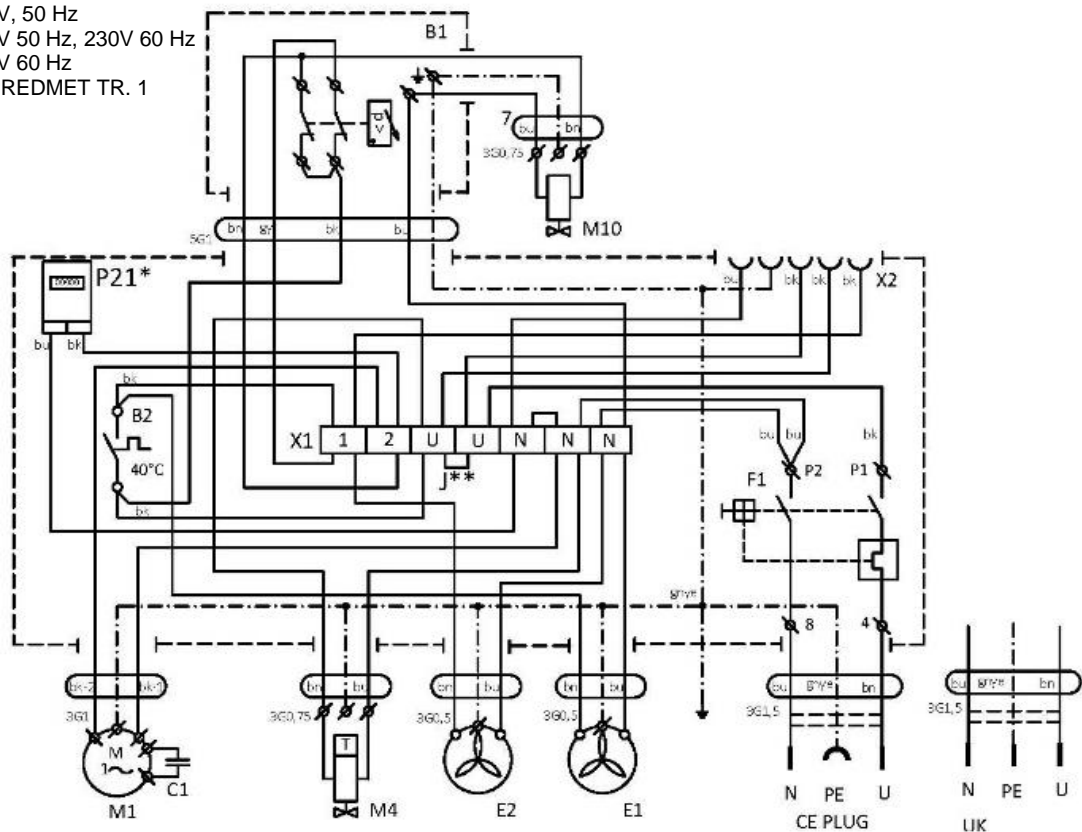 V, 50 Hz
V 50 Hz, 230V 60 Hz
V 60 Hz
REDMET TR. 1
B1
7
bu bn
3G0,75
M10
5G1
bn gy bk bu
P21*
bu bk
X2
bu bk bk bk
bk
B2
40°C
bk
X1 1 2 U U N N N
J**
bu bu bk
P2 P1
F1
gnye
8 4
bk-2 bk-1
3G1
M
1~
M1
C1
bn bu
3G0,75
T
M4
bn bu
3G0,5
E2
bn bu
3G0,5
E1
bu gnye bn
3G1,5
N PE U
CE PLUG
bu gnye bn
3G1,5
N PE U
UK